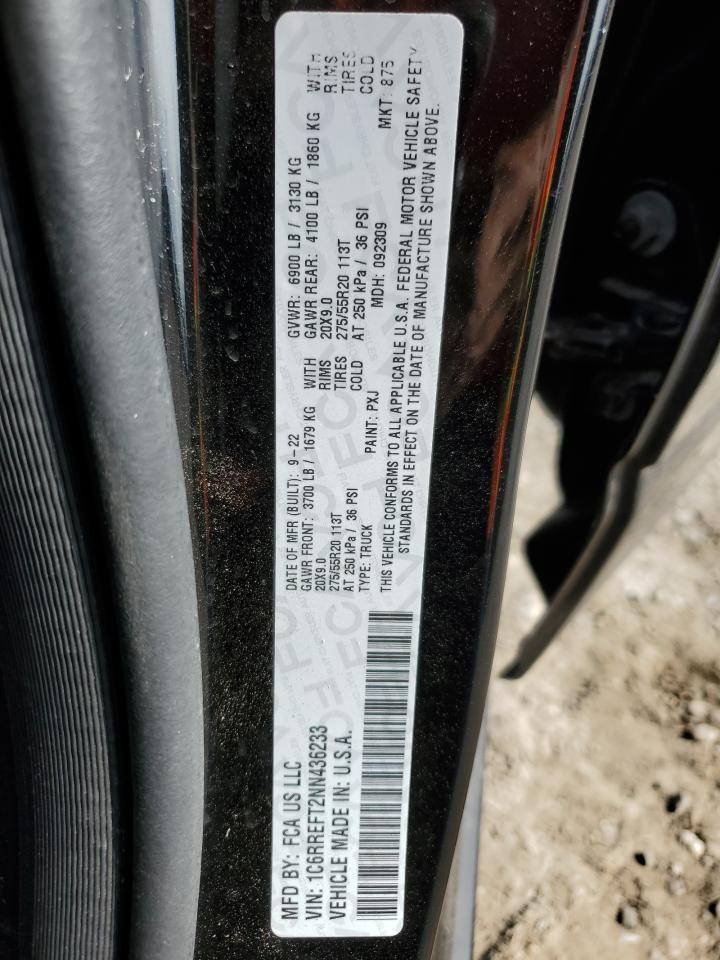 MFD BY: FCA US LLC
VIN: 1C6RREFT2NN436233
VEHICLE MADE IN: U.S.A.
DATE OF MFR (BUILT): 9-22 GVWR: 6900 LB / 3130 KG
GAWR FRONT: 3700 LB / 1679 KG WITH GAWR REAR: 4100 LB / 1860 KG WITH
20X9.0 RIMS 20X9.0 RIMS
275/55R20 113T TIRES 275/55R20 113T TIRES
AT 250 kPa / 36 PSI COLD AT 250 kPa / 36 PSI COLD
TYPE: TRUCK PAINT: PXJ MDH: 092309 MKT: 875
THIS VEHICLE CONFORMS TO ALL APPLICABLE U.S.A. FEDERAL MOTOR VEHICLE SAFETY
STANDARDS IN EFFECT ON THE DATE OF MANUFACTURE SHOWN ABOVE.